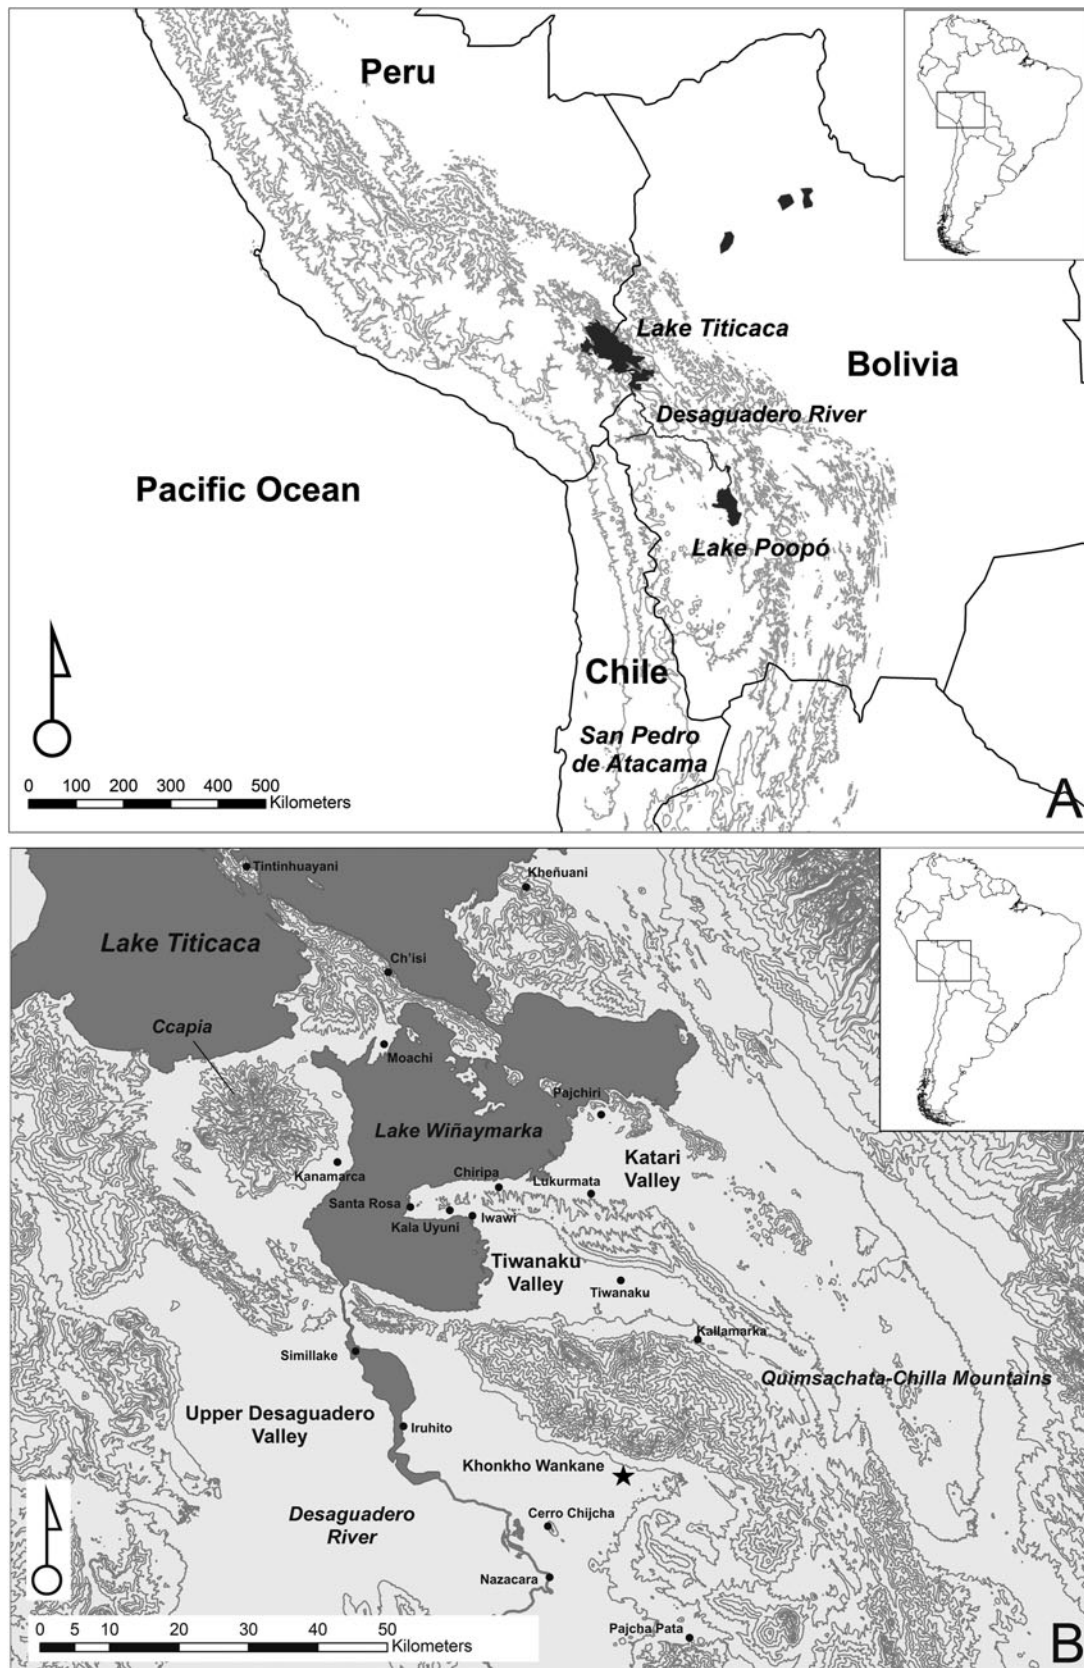 Peru
Lake Titicaca
Bolivia
Desaguadero River
Pacific Ocean
Lake Poopó
Chile
San Pedro
de Atacama
0 100 200 300 400 500
Kilometers
A
Tintinhuayani
Kheñuani
Lake Titicaca
Ch'isi
Ccapia
Moachi
Pajchiri
Lake Wiñaymarka
Katari
Valley
Kanamarca
Chiripa
Lukurmata
Santa Rosa
Kala Uyuni
Iwawi
Tiwanaku
Valley
Tiwanaku
Kallamarka
Simillake
Quimsachata-Chilla Mountains
Upper Desaguadero
Valley
Iruhito
Khonkho Wankane
Desaguadero
River
Cerro Chijcha
Nazacara
Pajcha Pata
0 5 10 20 30 40 50
Kilometers
B